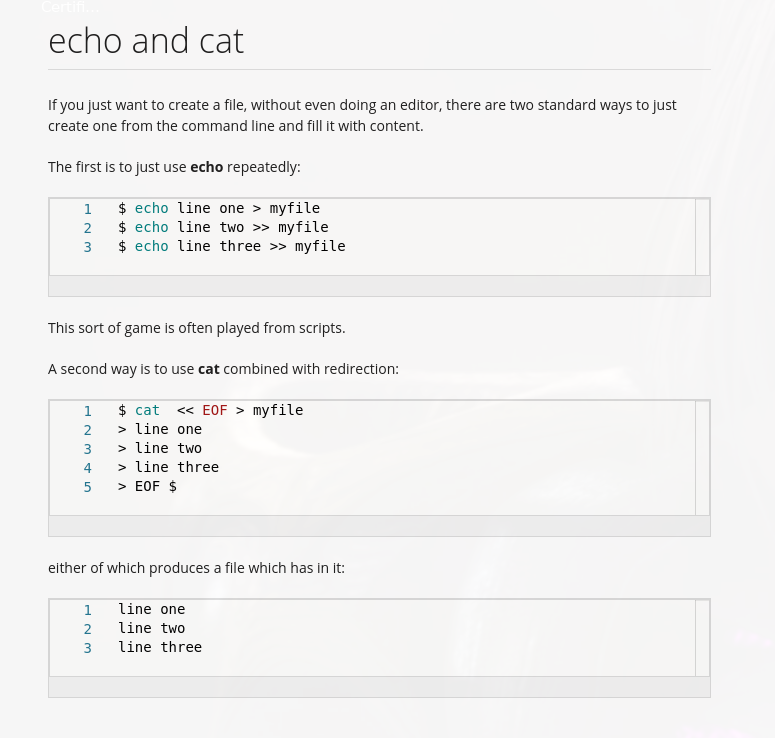 Certifi...
echo and cat
If you just want to create a file, without even doing an editor, there are two standard ways to just
create one from the command line and fill it with content.
The first is to just use echo repeatedly:
1 $ echo line one > myfile
2 $ echo line two >> myfile
3 $ echo line three >> myfile
This sort of game is often played from scripts.
A second way is to use cat combined with redirection:
1 $ cat  << EOF > myfile
2 > line one
3 > line two
4 > line three
5 > EOF $
either of which produces a file which has in it:
1 line one
2 line two
3 line three